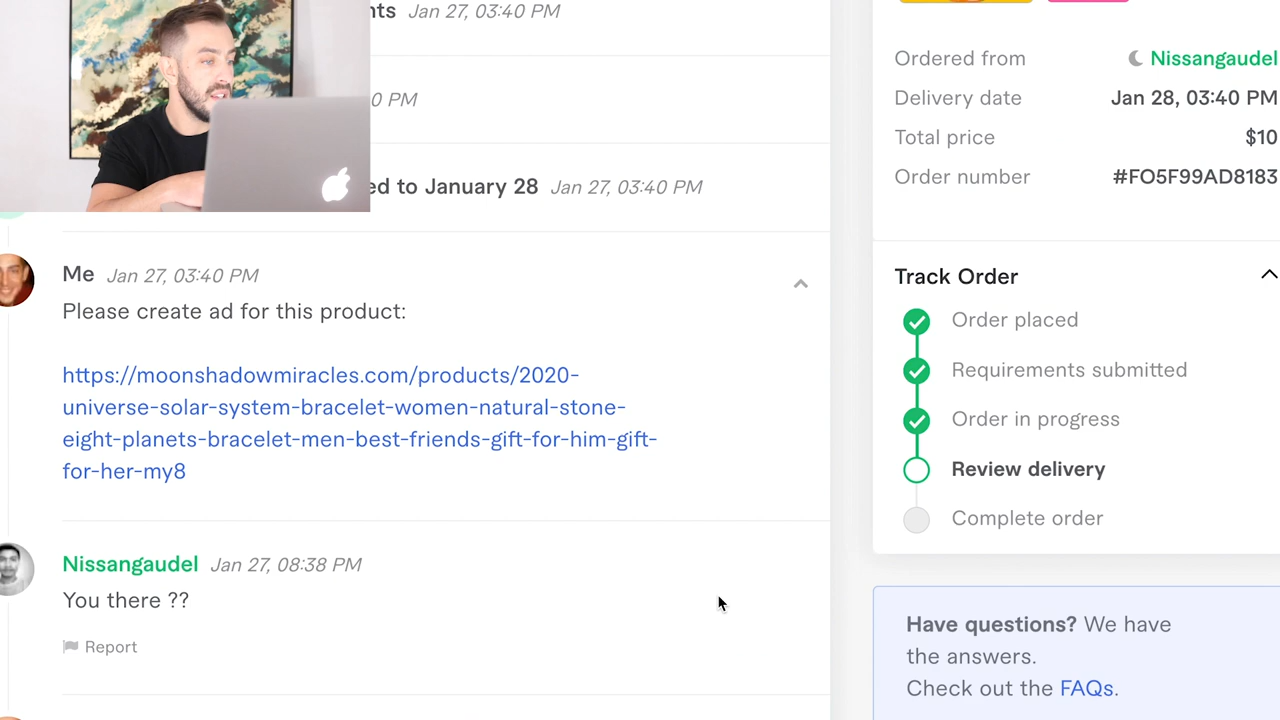 nts Jan 27, 03:40 PM
0 PM
ed to January 28 Jan 27, 03:40 PM
Me Jan 27, 03:40 PM
Please create ad for this product:
https://moonshadowmiracles.com/products/2020-
universe-solar-system-bracelet-women-natural-stone-
eight-planets-bracelet-men-best-friends-gift-for-him-gift-
for-her-my8
Nissangaudel Jan 27, 08:38 PM
You there ??
Report
Ordered from Nissangaudel
Delivery date Jan 28, 03:40 PM
Total price $10
Order number #FO5F99AD8183
Track Order
Order placed
Requirements submitted
Order in progress
Review delivery
Complete order
Have questions? We have
the answers.
Check out the FAQs.